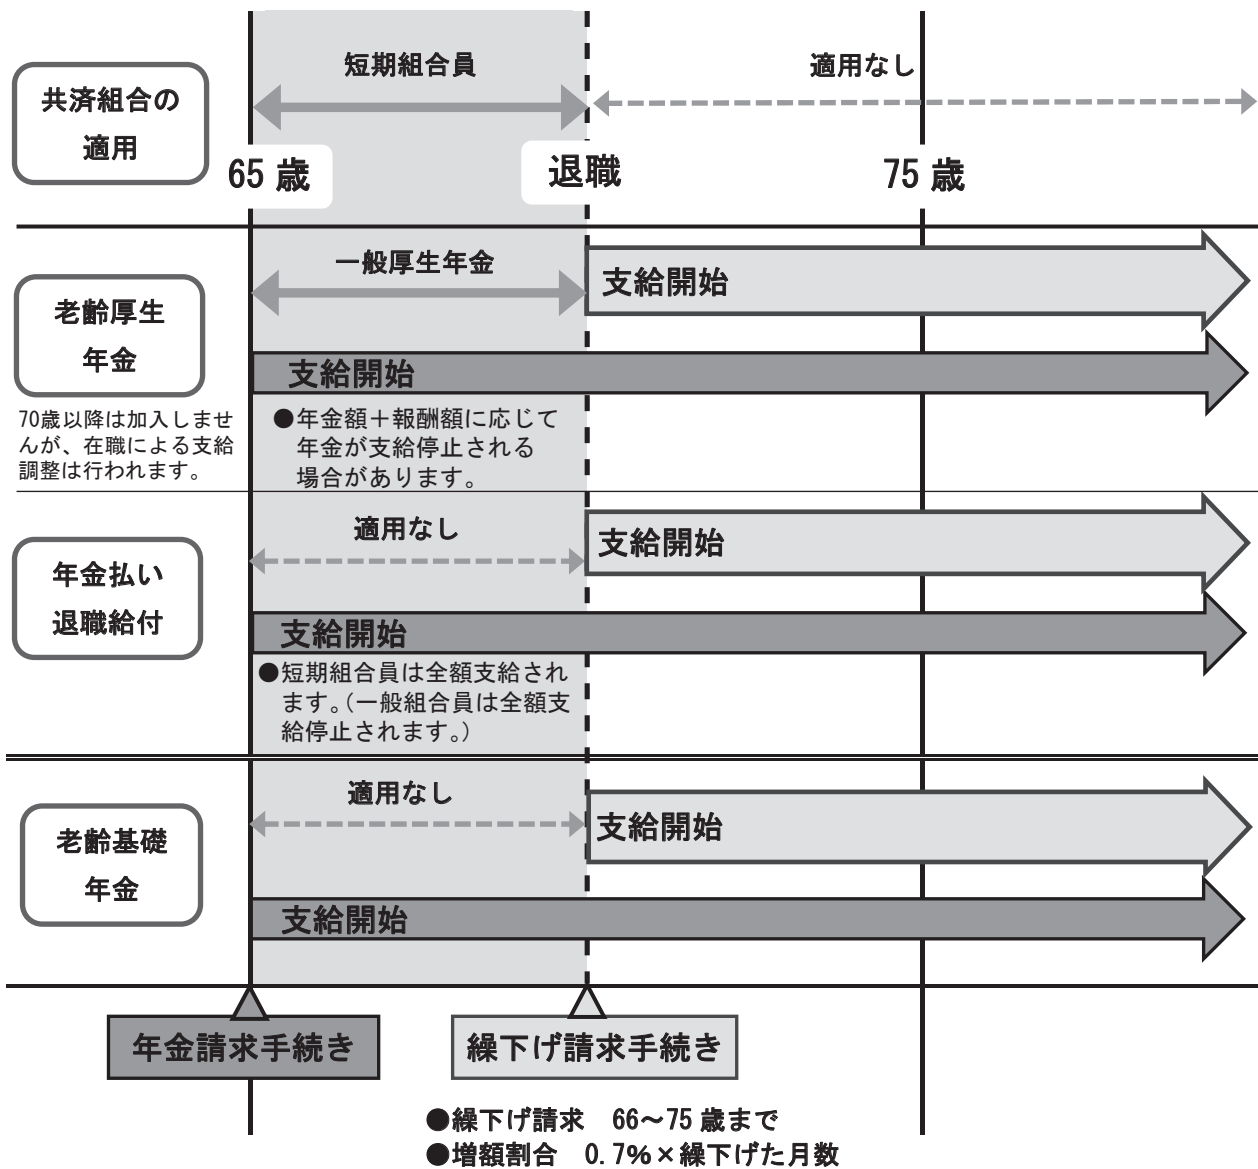 短期組合員
適用なし
共済組合の
適用
65歳
退職
75歳
一般厚生年金
支給開始
老齢厚生
年金
支給開始
70歳以降は加入しませ
んが、在職による支給
調整は行われます。
●年金額＋報酬額に応じて
年金が支給停止される
場合があります。
適用なし
支給開始
年金払い
退職給付
支給開始
●短期組合員は全額支給され
ます。(一般組合員は全額支
給停止されます。)
適用なし
支給開始
老齢基礎
年金
支給開始
年金請求手続き
繰下げ請求手続き
●繰下げ請求　66～75歳まで
●増額割合　0.7％×繰下げた月数